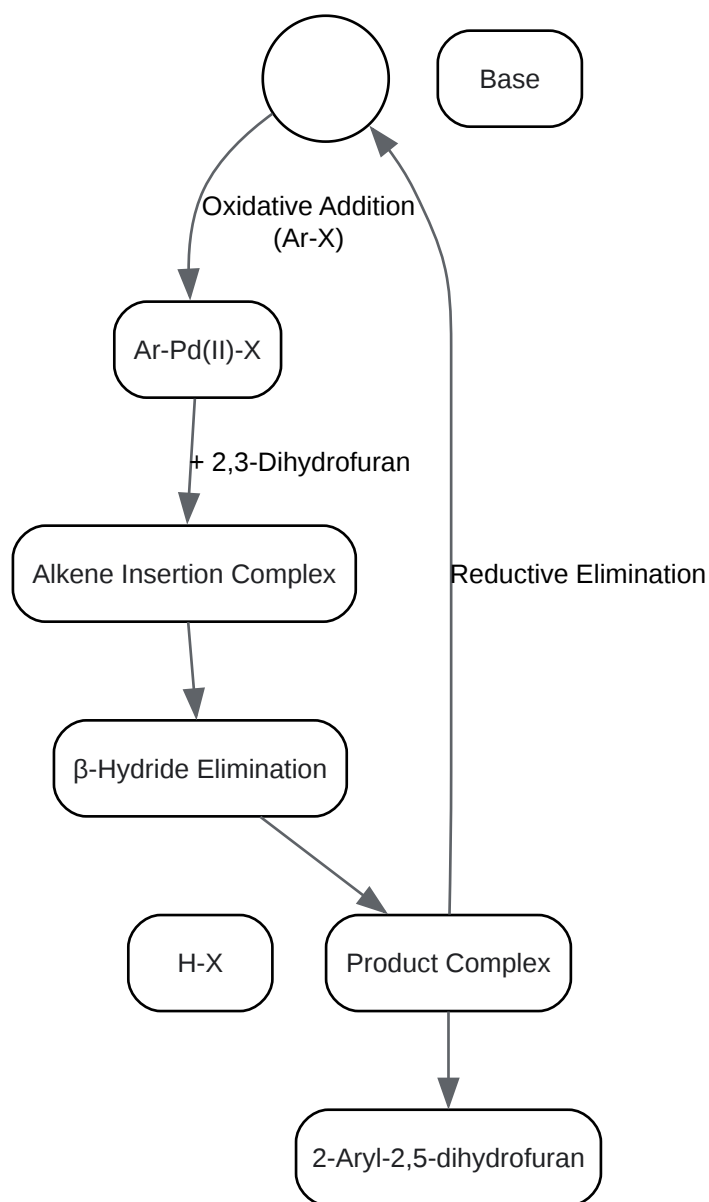 Base
Oxidative Addition
(Ar-X)
Ar-Pd(II)-X
+ 2,3-Dihydrofuran
Alkene Insertion Complex
Reductive Elimination
β-Hydride Elimination
H-X
Product Complex
2-Aryl-2,5-dihydrofuran